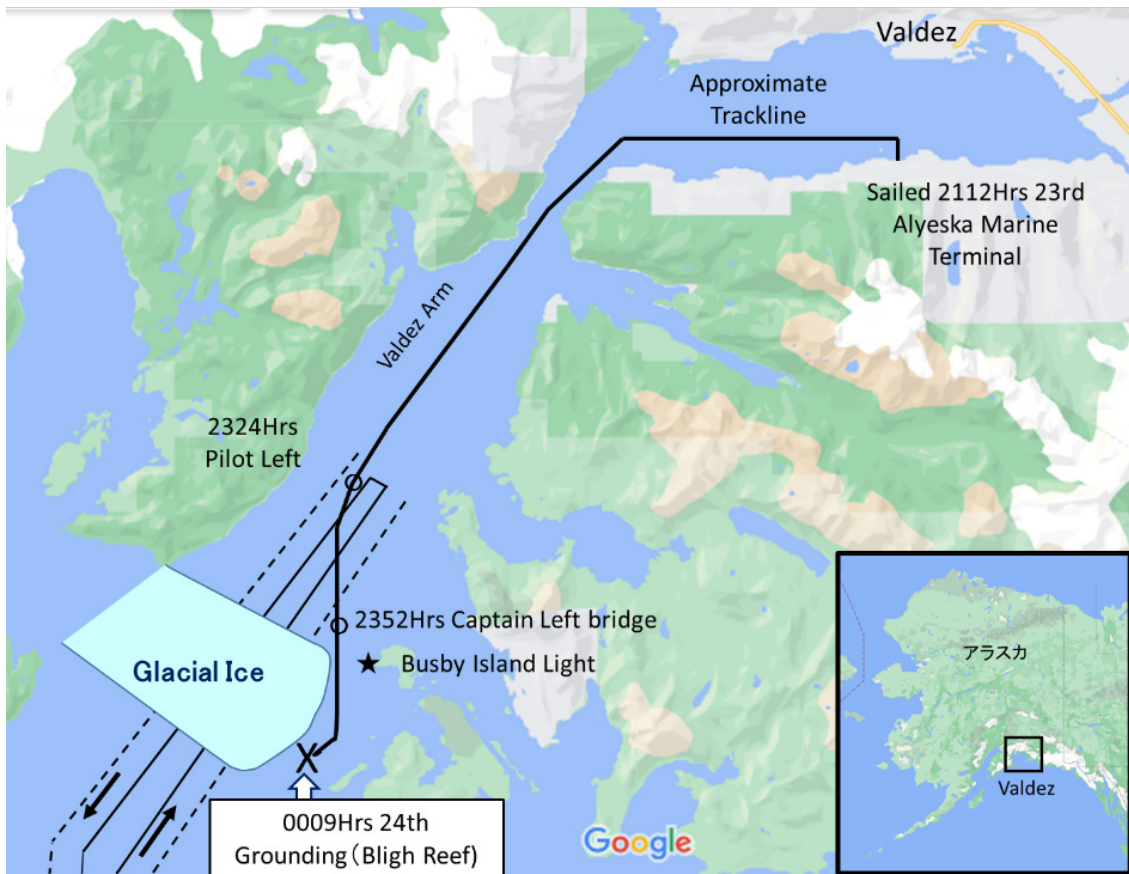 Valdez
Approximate
Trackline
Sailed 2112Hrs 23rd
Alyeska Marine
Terminal
Valdez Arm
2324Hrs
Pilot Left
2352Hrs Captain Left bridge
Busby Island Light
Glacial Ice
0009Hrs 24th
Grounding（Bligh Reef)
Google
アラスカ
Valdez